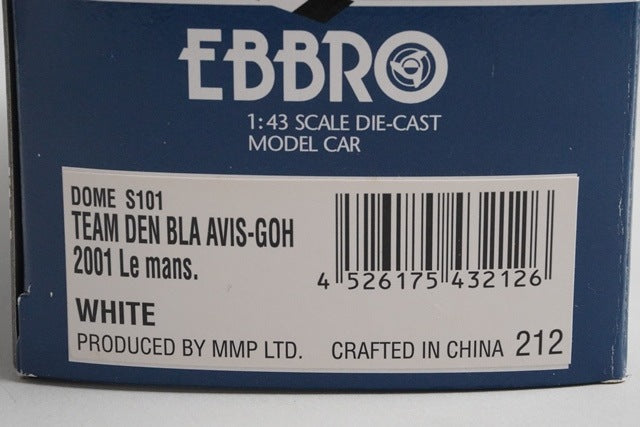 EBBRO
1:43 SCALE DIE-CAST
MODEL CAR
DOME S101
TEAM DEN BLA AVIS-GOH
2001 Le mans.
4 526175 432126
WHITE
PRODUCED BY MMP LTD. CRAFTED IN CHINA 212